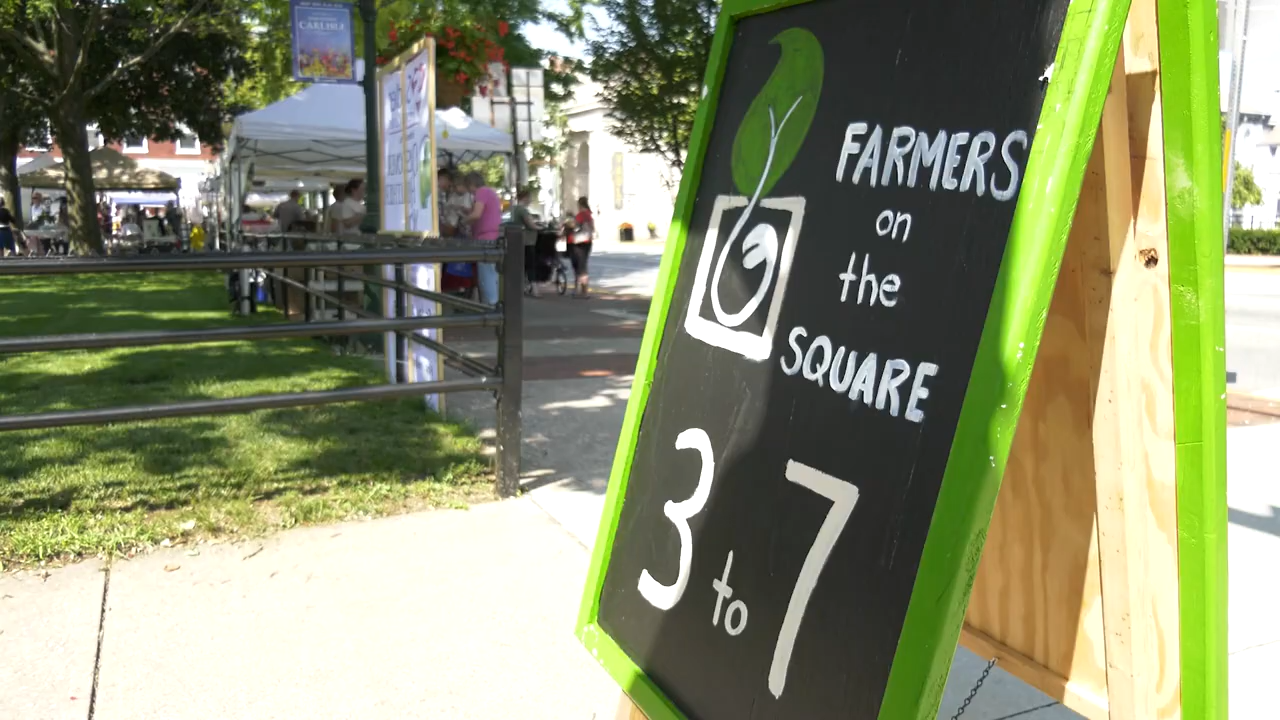 CARLISLE
FARMERS
on
the
SQUARE
3 to 7